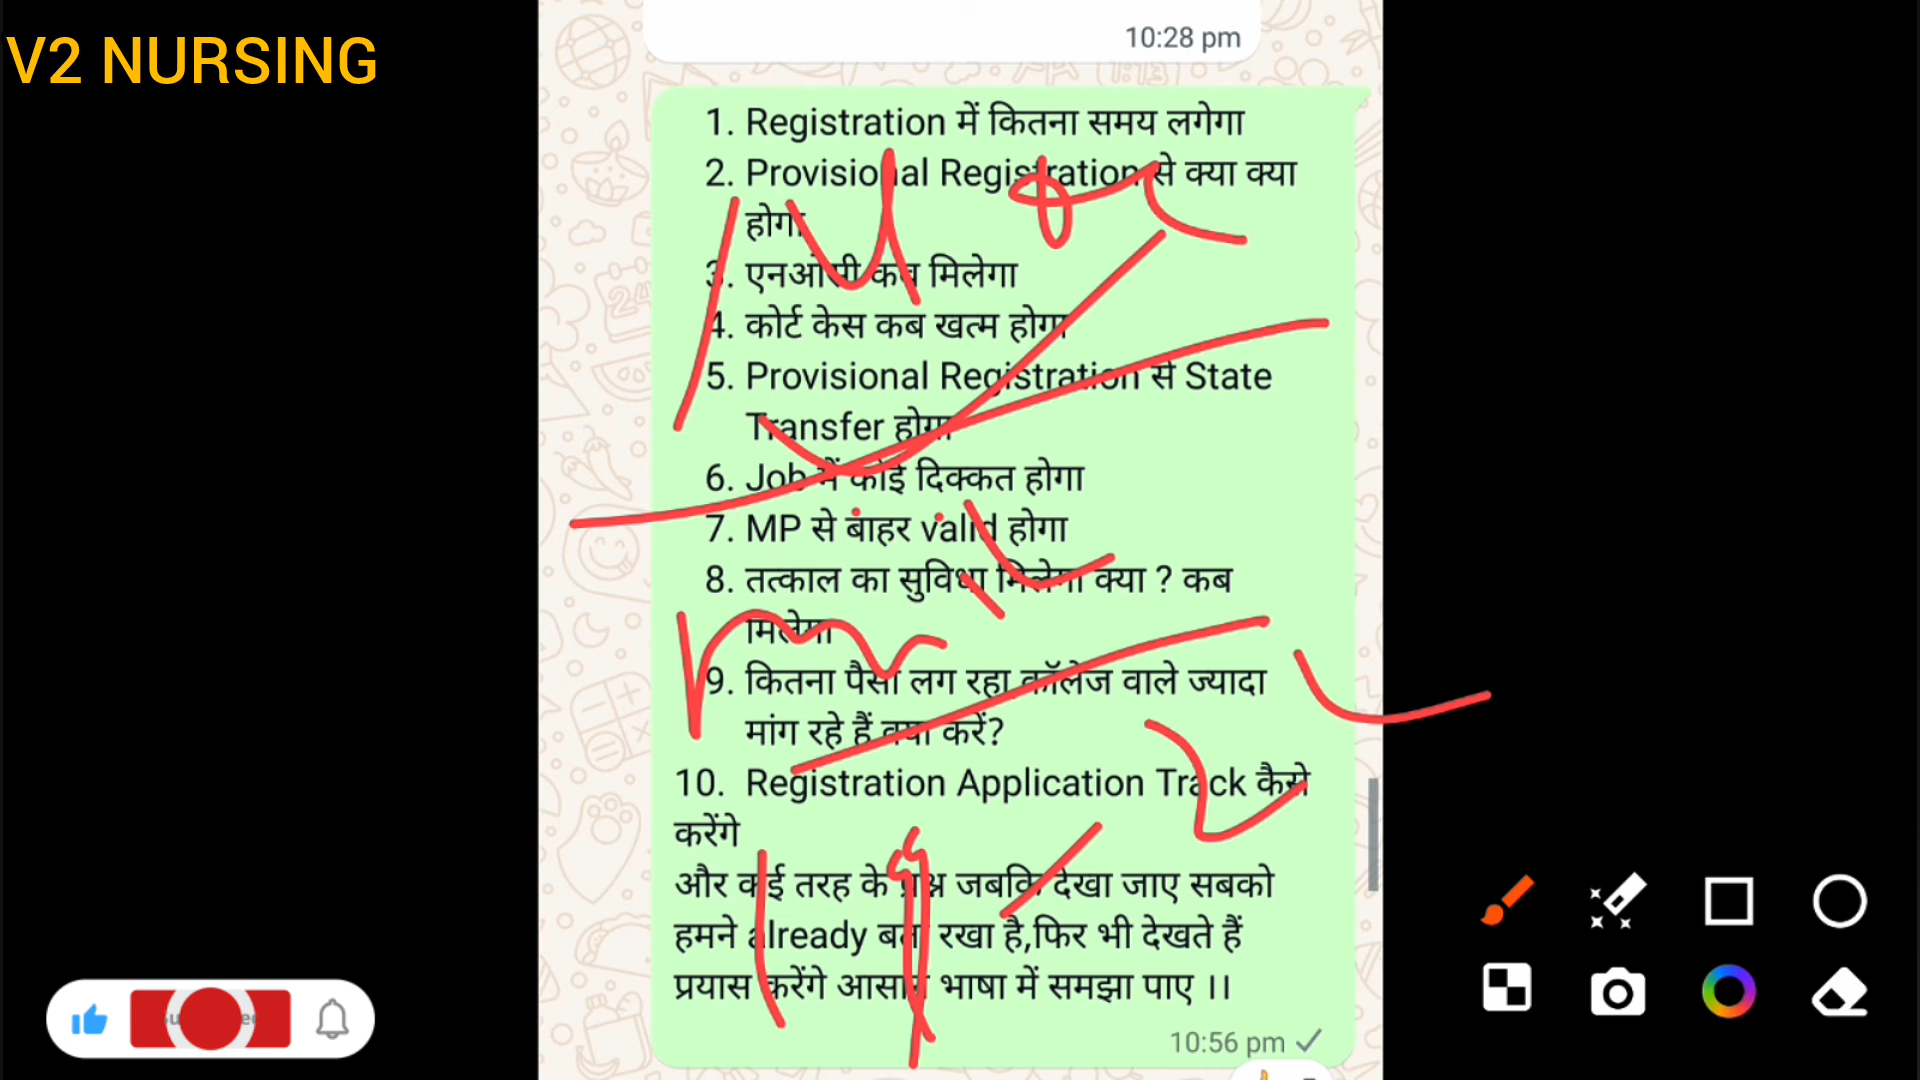 V2 NURSING
10:28 pm
1. Registration में कितना समय लगेगा
2. Provisional Registration से क्या क्या
होगा
3. एनओसी कब मिलेगा
4. कोर्ट केस कब खत्म होगा
5. Provisional Registration से State
Transfer होगा
6. Job में कोई दिक्कत होगा
7. MP से बाहर valid होगा
8. तत्काल का सुविधा मिलेगा क्या ? कब
मिलेगा
9. कितना पैसा लग रहा कॉलेज वाले ज्यादा
मांग रहे हैं क्या करें?
10. Registration Application Track कैसे
करेंगे
और कई तरह के प्रश्न जबकि देखा जाए सबको
हमने already बता रखा है,फिर भी देखते हैं
प्रयास करेंगे आसान भाषा में समझा पाए ।।
10:56 pm